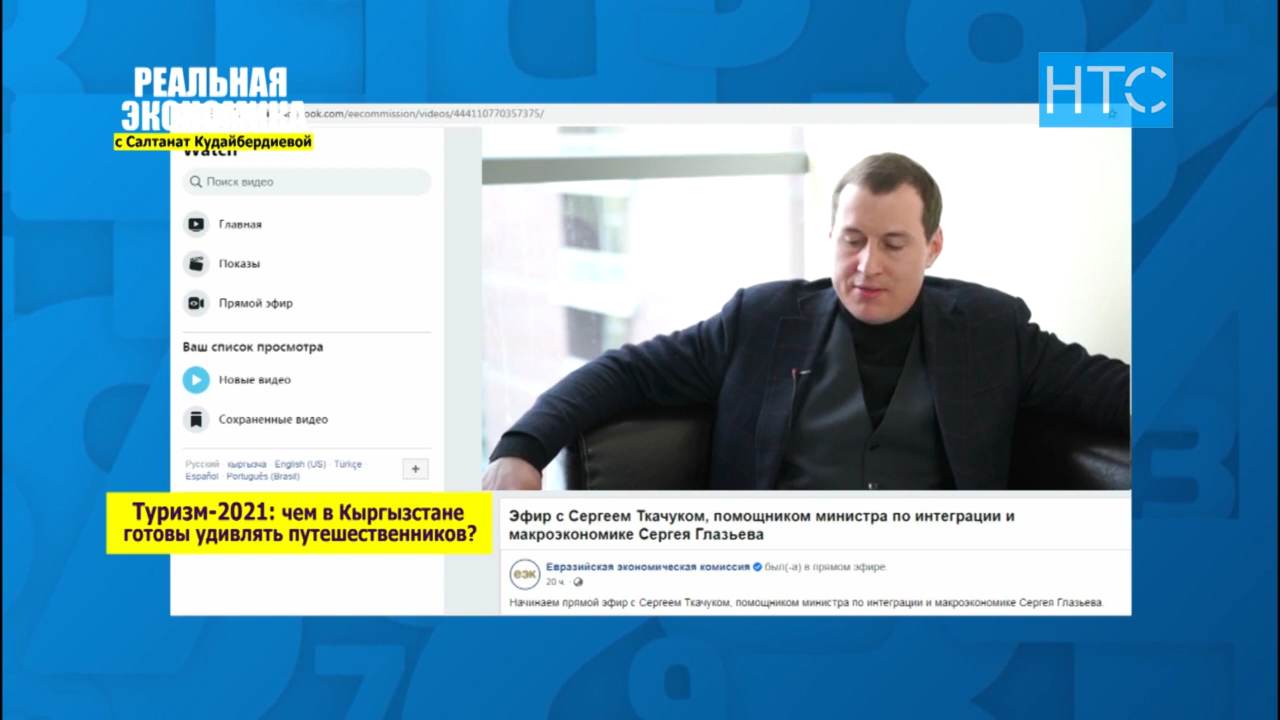 РЕАЛЬНАЯ
ЭКОНОМИКА
с Салтанат Кудайбердиевой
НТС
ook.com/eecommission/videos/444110770357375/
Watch
Поиск видео
Главная
Показы
Прямой эфир
Ваш список просмотра
Новые видео
Сохраненные видео
Русский · кыргызча · English (US) · Türkçe ·
Español · Português (Brasil)
+
Туризм-2021: чем в Кыргызстане
готовы удивлять путешественников?
Эфир с Сергеем Ткачуком, помощником министра по интеграции и
макроэкономике Сергея Глазьева
еэк
Евразийская экономическая комиссия был(-а) в прямом эфире
20 ч. ·
Начинаем прямой эфир с Сергеем Ткачуком, помощником министра по интеграции и макроэкономике Сергея Глазьева.